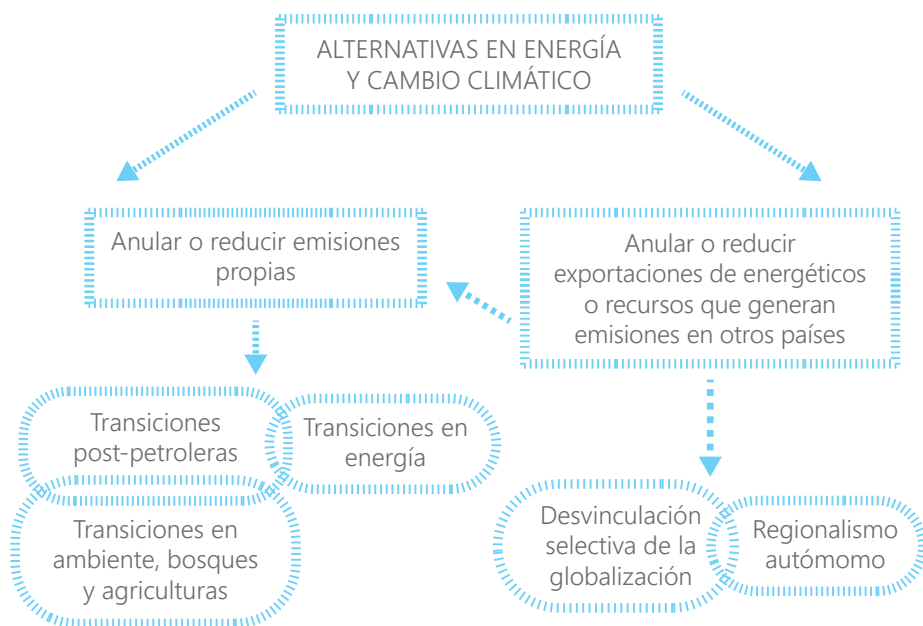 ALTERNATIVAS EN ENERGÍA
Y CAMBIO CLIMÁTICO
Anular o reducir emisiones
propias
Anular o reducir
exportaciones de energéticos
o recursos que generan
emisiones en otros países
Transiciones
post-petroleras
Transiciones en
energía
Transiciones en
ambiente, bosques
y agriculturas
Desvinculación
selectiva de la
globalización
Regionalismo
autómomo